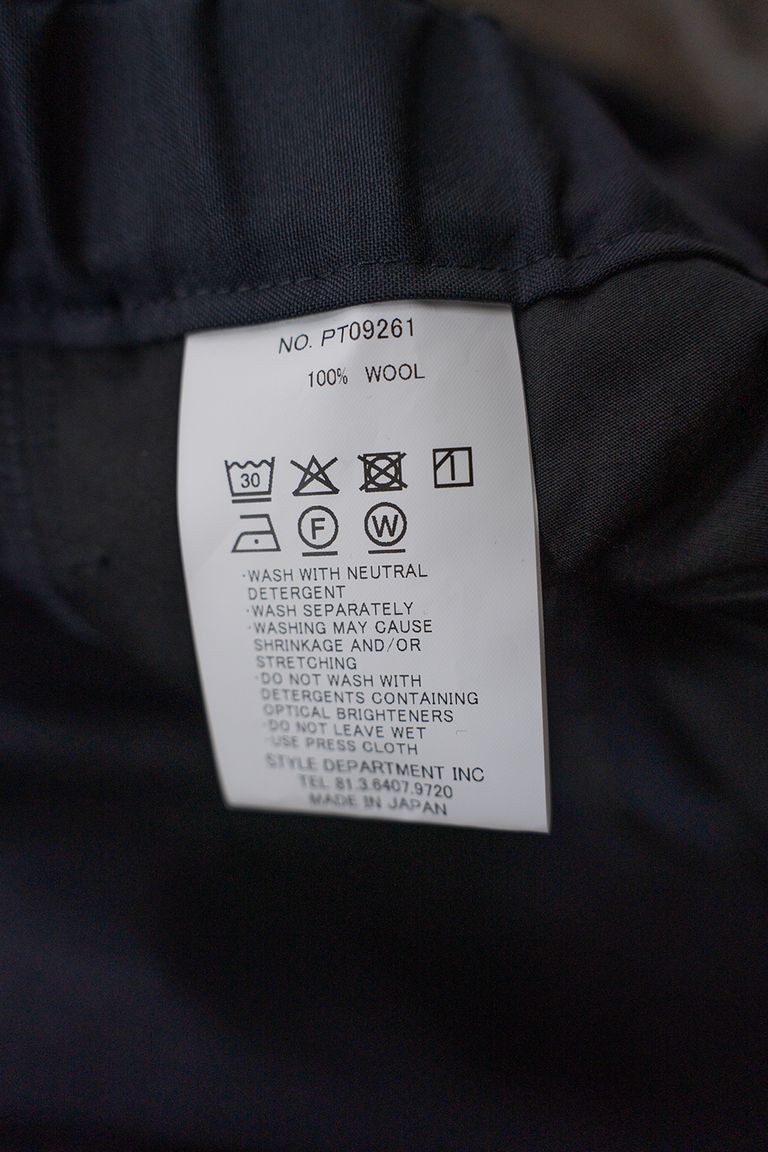 NO. PT09261
100% WOOL
30
F W
·WASH WITH NEUTRAL
DETERGENT
·WASH SEPARATELY
·WASHING MAY CAUSE
SHRINKAGE AND/OR
STRETCHING
·DO NOT WASH WITH
DETERGENTS CONTAINING
OPTICAL BRIGHTENERS
·DO NOT LEAVE WET
·USE PRESS CLOTH
STYLE DEPARTMENT INC
TEL 81.3.6407.9720
MADE IN JAPAN